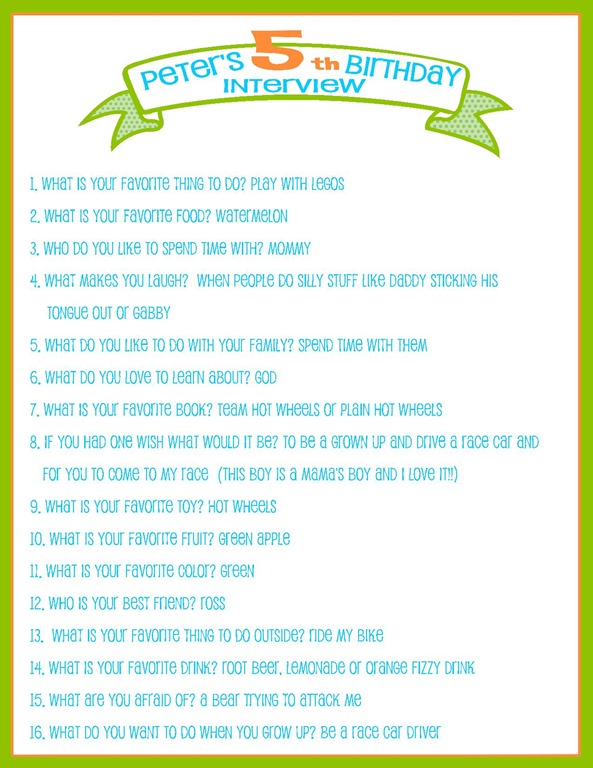 Peter's 5th Birthday
Interview
1. What is your favorite thing to do? Play with Legos
2. What is your favorite food? Watermelon
3. Who do you like to spend time with? Mommy
4. What makes you laugh? When people do silly stuff like Daddy sticking his
tongue out or Gabby
5. What do you like to do with your family? Spend time with them
6. What do you love to learn about? God
7. What is your favorite book? Team Hot Wheels or plain Hot Wheels
8. If you had one wish what would it be? To be a grown up and drive a race car and
for you to come to my race (This boy is a mama's boy and I love it!!)
9. What is your favorite toy? Hot Wheels
10. What is your favorite fruit? Green apple
11. What is your favorite color? Green
12. Who is your best friend? Ross
13. What is your favorite thing to do outside? Ride my bike
14. What is your favorite drink? Root beer, lemonade or orange fizzy drink
15. What are you afraid of? A bear trying to attack me
16. What do you want to do when you grow up? Be a race car driver